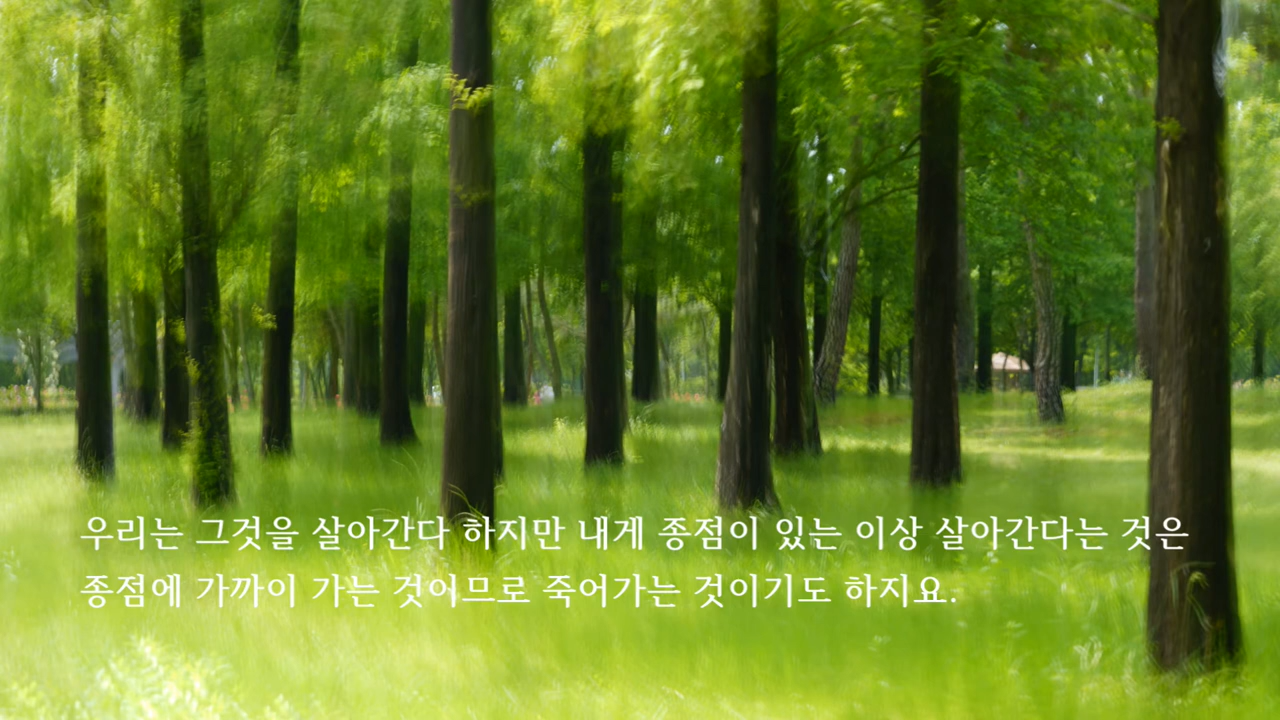 우리는 그것을 살아간다 하지만 내게 종점이 있는 이상 살아간다는 것은
종점에 가까이 가는 것이므로 죽어가는 것이기도 하지요.